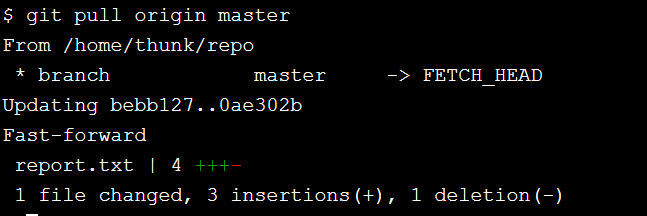 $ git pull origin master
From /home/thunk/repo
 * branch            master     -> FETCH_HEAD
Updating bebb127..0ae302b
Fast-forward
 report.txt | 4 +++-
 1 file changed, 3 insertions(+), 1 deletion(-)